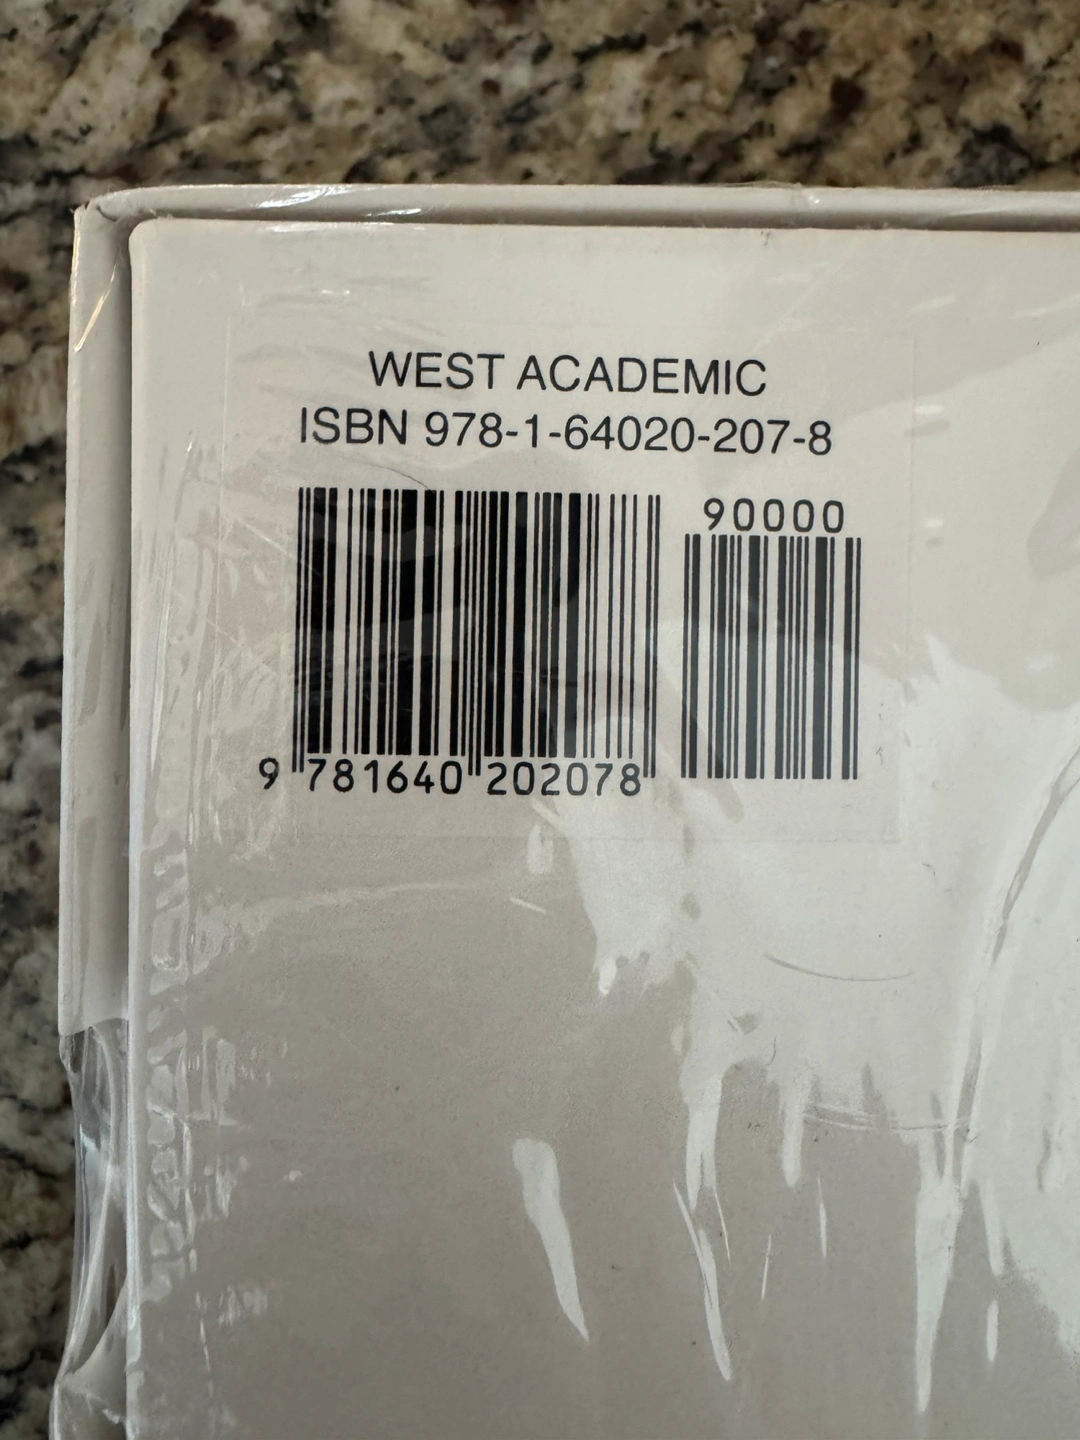 WEST ACADEMIC
ISBN 978-1-64020-207-8
90000
9 781640 202078